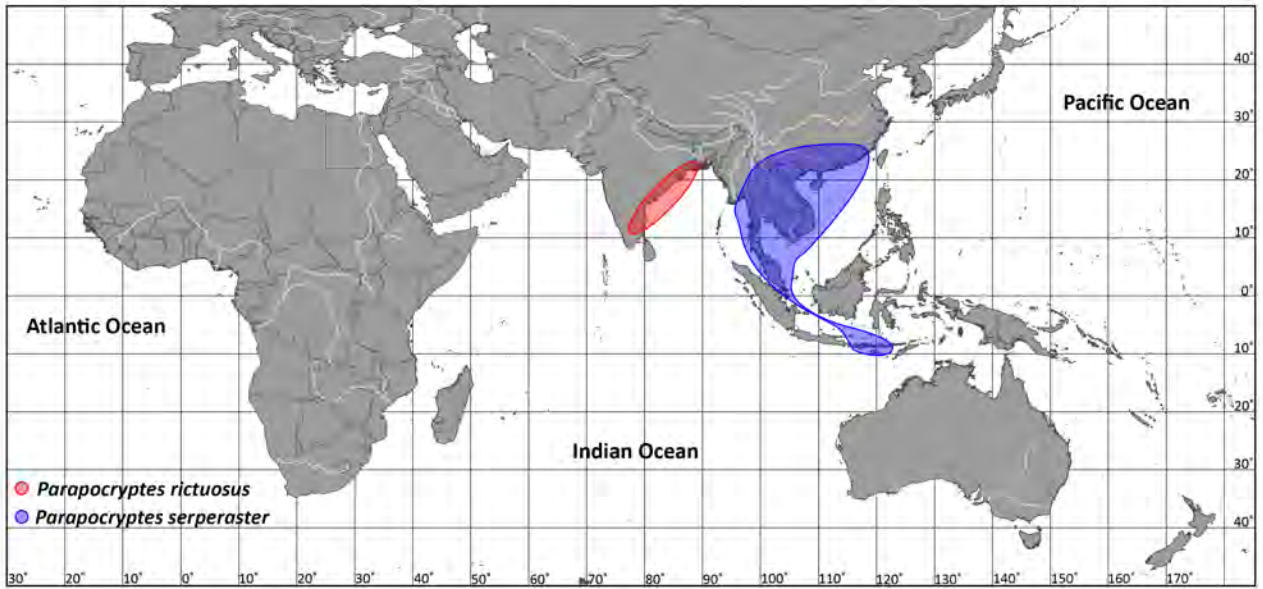 40°
Pacific Ocean
30°
20°
10°
0°
Atlantic Ocean
10°
20°
Indian Ocean
30°
Parapocryptes rictuosus
Parapocryptes serperaster
40°
30° 20° 10° 0° 10° 20° 30° 40° 50° 60° 70° 80° 90° 100° 110° 120° 130° 140° 150° 160° 170°